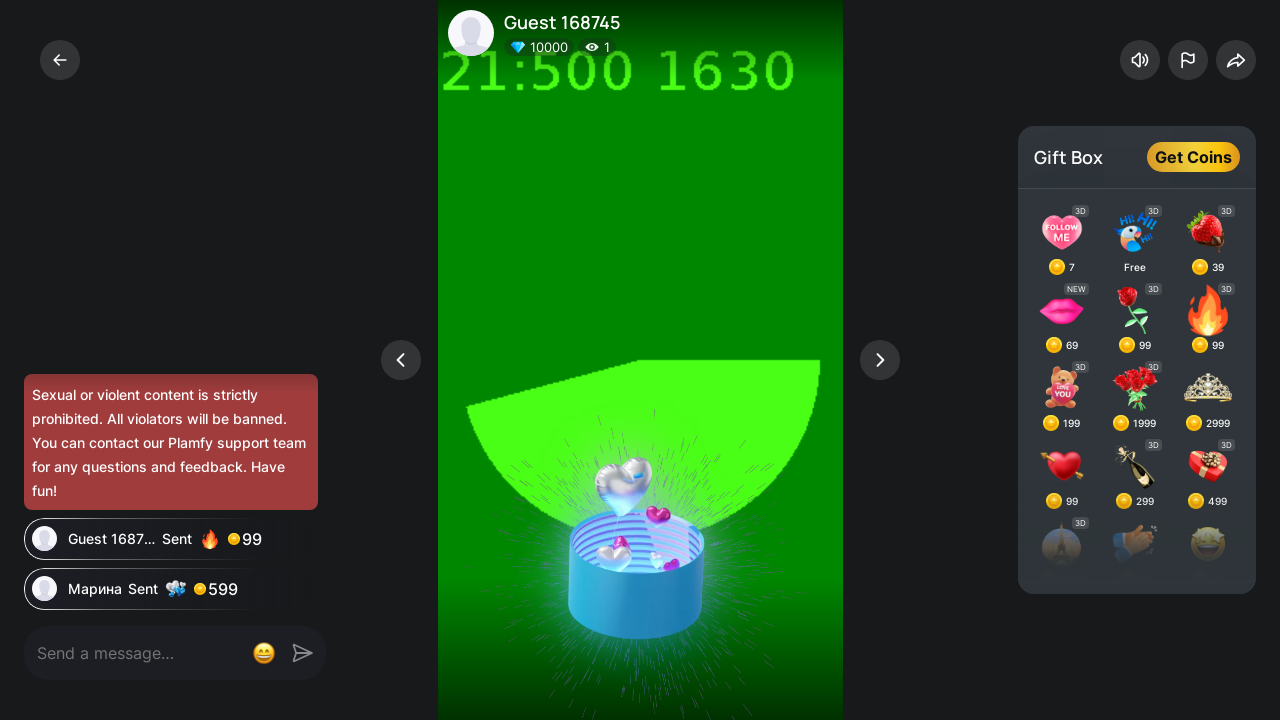 Guest 168745
10000 1
21:500 1630
Gift Box Get Coins
3D 3D 3D
FOLLOW ME
Hi! Hi! Hi!
7 Free 39
NEW 3D 3D
69 99 99
3D 3D
LOVE YOU
199 1999 2999
3D 3D
99 299 499
3D
Sexual or violent content is strictly
prohibited. All violators will be banned.
You can contact our Plamfy support team
for any questions and feedback. Have
fun!
Guest 1687... Sent 99
Марина Sent 599
Send a message...